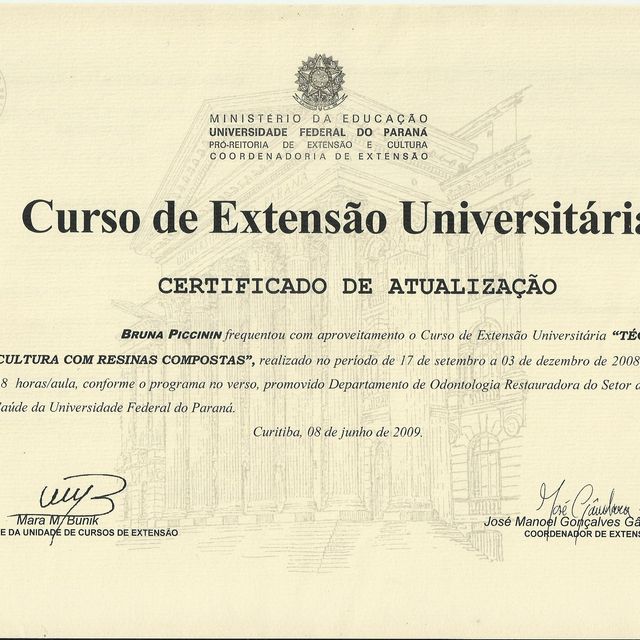 MINISTÉRIO DA EDUCAÇÃO
UNIVERSIDADE FEDERAL DO PARANÁ
PRÓ-REITORIA DE EXTENSÃO E CULTURA
COORDENADORIA DE EXTENSÃO
Curso de Extensão Universitária
CERTIFICADO DE ATUALIZAÇÃO
BRUNA PICCININ frequentou com aproveitamento o Curso de Extensão Universitária “TÉC
CULTURA COM RESINAS COMPOSTAS”, realizado no período de 17 de setembro a 03 de dezembro de 2008
8 horas/aula, conforme o programa no verso, promovido Departamento de Odontologia Restauradora do Setor d
Saúde da Universidade Federal do Paraná.
Curitiba, 08 de junho de 2009.
Mara M. Bunik
E DA UNIDADE DE CURSOS DE EXTENSÃO
José Manoel Gonçalves Gâ
COORDENADOR DE EXTENS